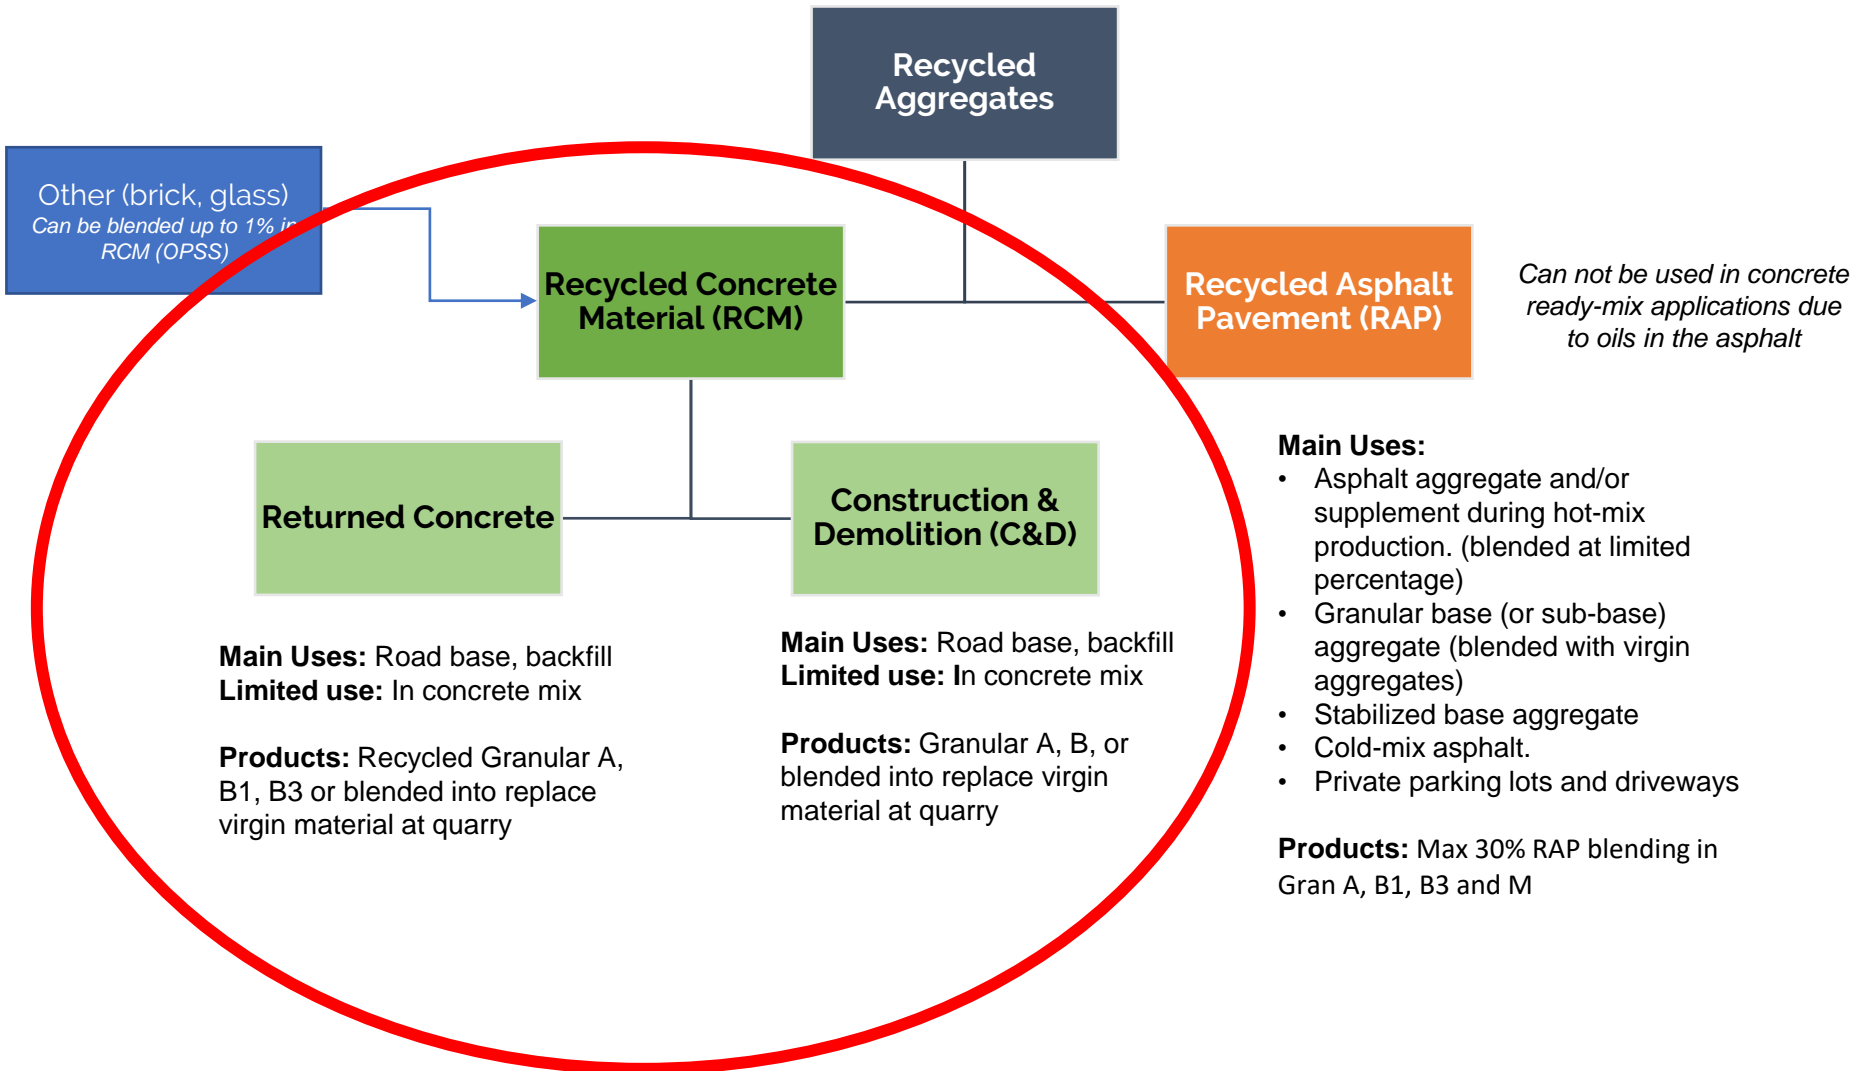 Recycled
Aggregates
Other (brick, glass)
Can be blended up to 1% in
RCM (OPSS)
Recycled Concrete
Material (RCM)
Recycled Asphalt
Pavement (RAP)
Can not be used in concrete
ready-mix applications due
to oils in the asphalt
Returned Concrete
Construction &
Demolition (C&D)
Main Uses: Road base, backfill
Limited use: In concrete mix
Products: Recycled Granular A,
B1, B3 or blended into replace
virgin material at quarry
Main Uses: Road base, backfill
Limited use: In concrete mix
Products: Granular A, B, or
blended into replace virgin
material at quarry
Main Uses:
• Asphalt aggregate and/or
supplement during hot-mix
production. (blended at limited
percentage)
• Granular base (or sub-base)
aggregate (blended with virgin
aggregates)
• Stabilized base aggregate
• Cold-mix asphalt.
• Private parking lots and driveways
Products: Max 30% RAP blending in
Gran A, B1, B3 and M